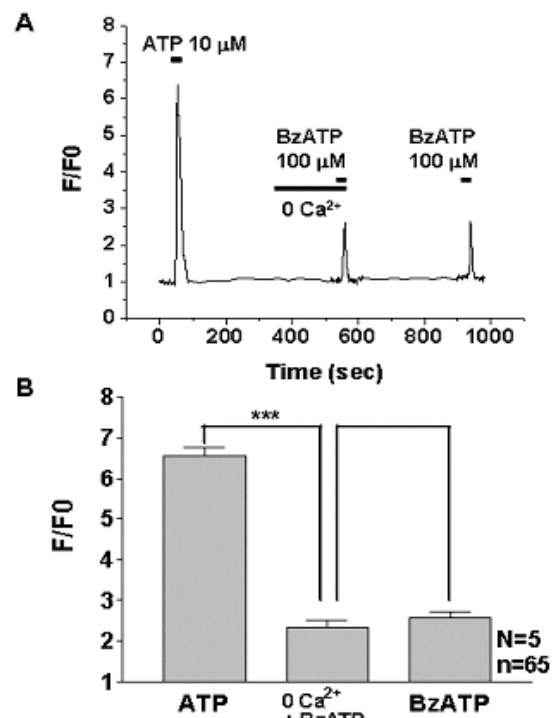 A
8
7
6
5
4
3
2
1
0
F/F0
ATP 10 µM
BzATP
100 µM
0 Ca²⁺
BzATP
100 µM
0 200 400 600 800 1000
Time (sec)
B
8
7
6
5
4
3
2
1
F/F0
***
N=5
n=65
ATP
0 Ca²⁺
+ BzATP
BzATP